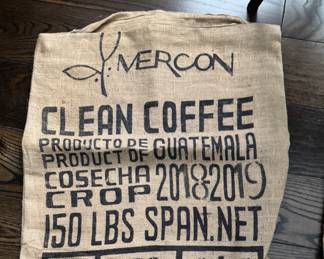 MERCON
CLEAN COFFEE
PRODUCTO DE
PRODUCT OF GUATEMALA
COSECHA
CROP 2018-2019
150 LBS SPAN.NET